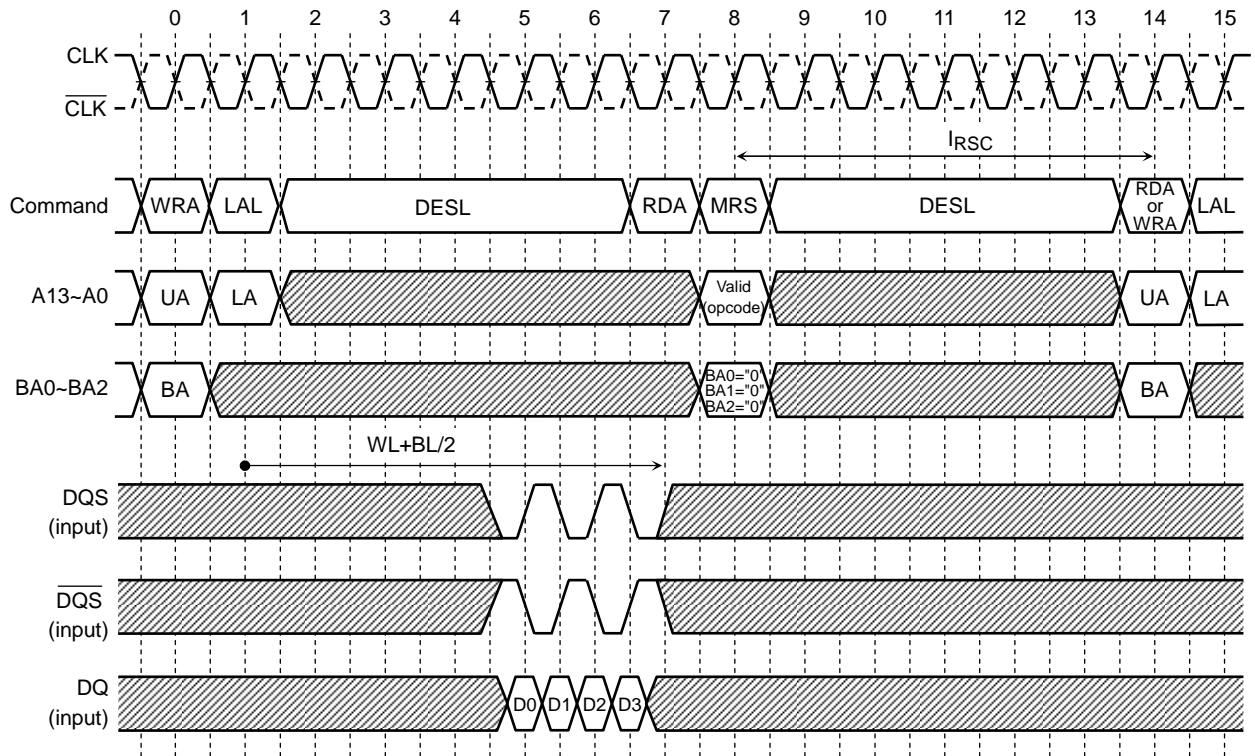 0 1 2 3 4 5 6 7 8 9 10 11 12 13 14 15
CLK
CLK
IRSC
Command WRA LAL DESL RDA MRS DESL RDA or WRA LAL
A13~A0 UA LA Valid (opcode) UA LA
BA0~BA2 BA BA0="0" BA1="0" BA2="0" BA
WL+BL/2
DQS
(input)
DQS
(input)
DQ
(input)
D0 D1 D2 D3